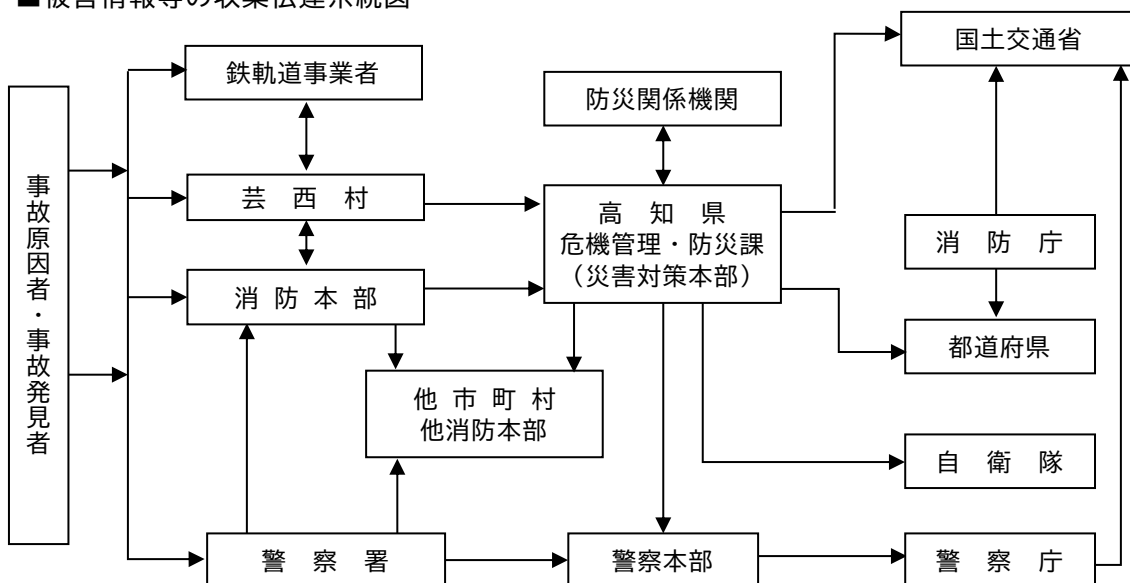 ■被害情報等の収集伝達系統図
国土交通省
鉄軌道事業者
防災関係機関
事故原因者・事故発見者
芸西村
高知県
危機管理・防災課
（災害対策本部）
消防庁
消防本部
都道府県
他市町村
他消防本部
自衛隊
警察署
警察本部
警察庁